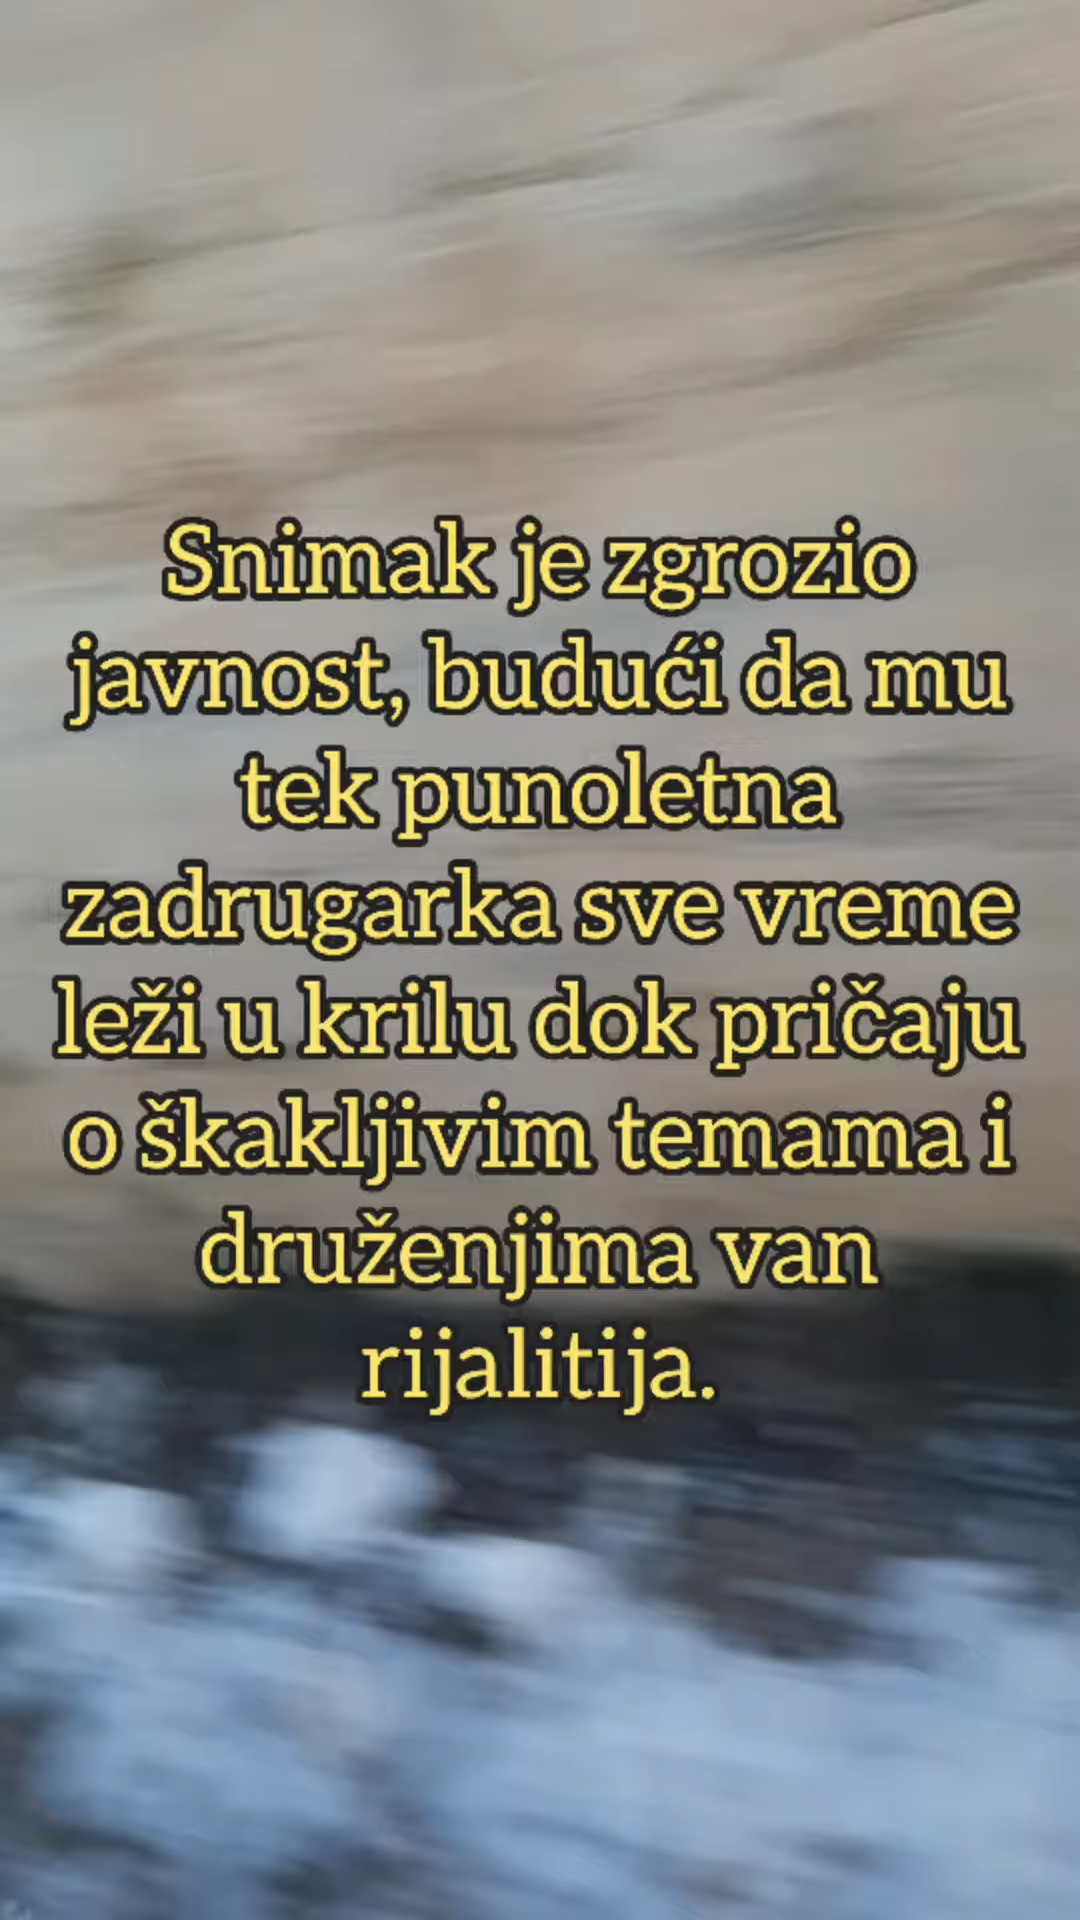 Snimak je zgrozio
javnost, budući da mu
tek punoletna
zadrugarka sve vreme
leži u krilu dok pričaju
o škakljivim temama i
druženjima van
rijalitija.